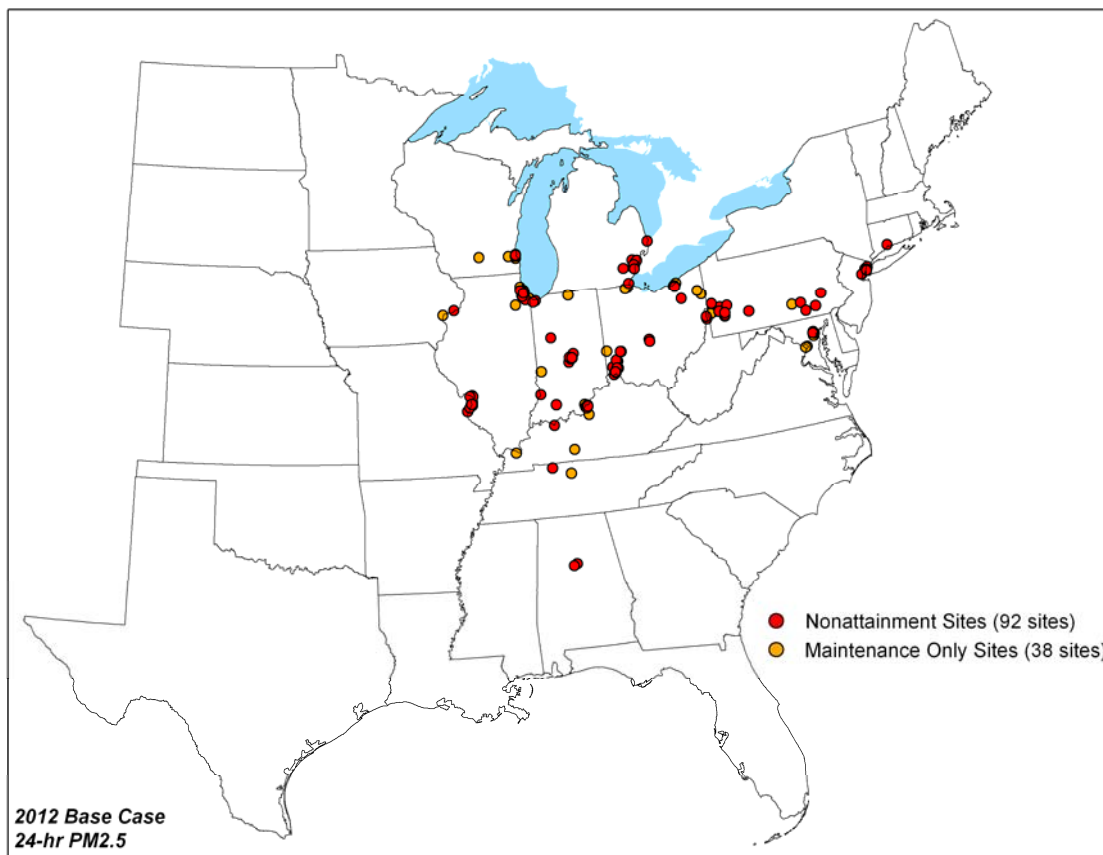 Nonattainment Sites (92 sites)
Maintenance Only Sites (38 sites)
2012 Base Case
24-hr PM2.5